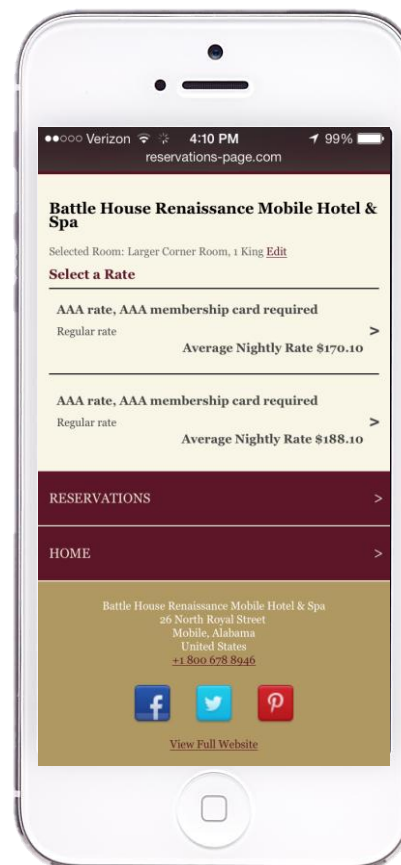 Verizon 4:10 PM 99%
reservations-page.com
Battle House Renaissance Mobile Hotel &
Spa
Selected Room: Larger Corner Room, 1 King Edit
Select a Rate
AAA rate, AAA membership card required
Regular rate >
Average Nightly Rate $170.10
AAA rate, AAA membership card required
Regular rate >
Average Nightly Rate $188.10
RESERVATIONS >
HOME >
Battle House Renaissance Mobile Hotel & Spa
26 North Royal Street
Mobile, Alabama
United States
+1 800 678 8946
View Full Website